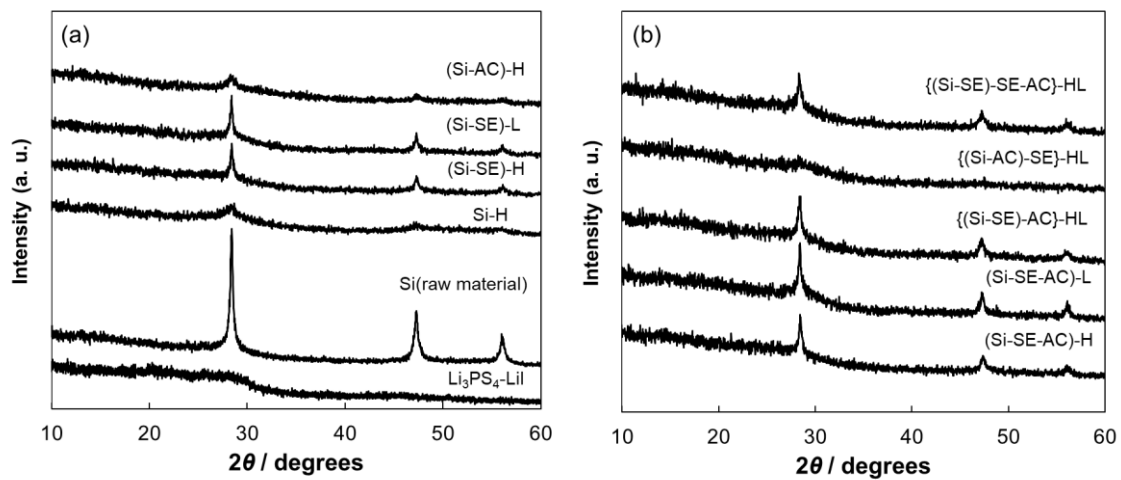 (a)
(Si-AC)-H
(Si-SE)-L
(Si-SE)-H
Si-H
Si(raw material)
Li₃PS₄-LiI
Intensity (a. u.)
10 20 30 40 50 60
2θ / degrees
(b)
{(Si-SE)-SE-AC}-HL
{(Si-AC)-SE}-HL
{(Si-SE)-AC}-HL
(Si-SE-AC)-L
(Si-SE-AC)-H
Intensity (a. u.)
10 20 30 40 50 60
2θ / degrees